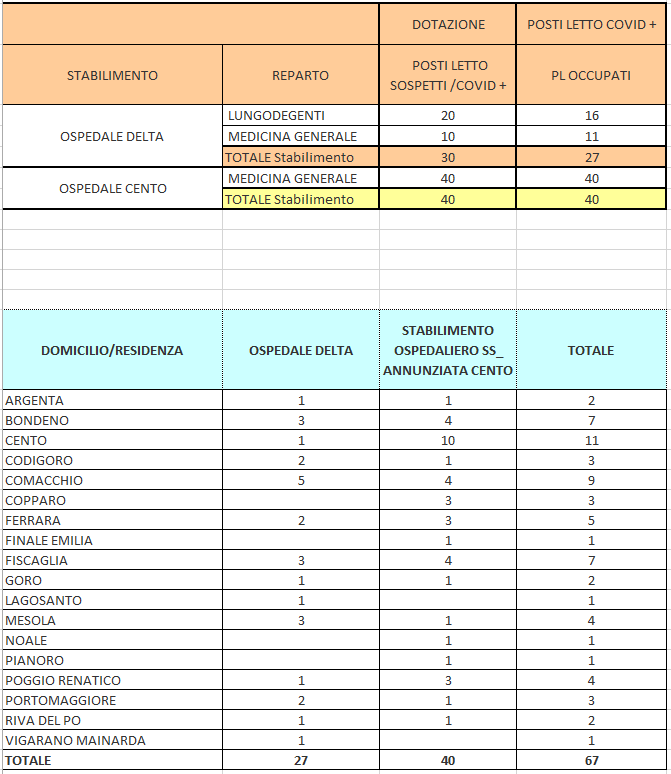 DOTAZIONE POSTI LETTO COVID +
STABILIMENTO REPARTO POSTI LETTO SOSPETTI /COVID + PL OCCUPATI
OSPEDALE DELTA LUNGODEGENTI 20 16
MEDICINA GENERALE 10 11
TOTALE Stabilimento 30 27
OSPEDALE CENTO MEDICINA GENERALE 40 40
TOTALE Stabilimento 40 40
DOMICILIO/RESIDENZA OSPEDALE DELTA STABILIMENTO OSPEDALIERO SS_ ANNUNZIATA CENTO TOTALE
ARGENTA 1 1 2
BONDENO 3 4 7
CENTO 1 10 11
CODIGORO 2 1 3
COMACCHIO 5 4 9
COPPARO 3 3
FERRARA 2 3 5
FINALE EMILIA 1 1
FISCAGLIA 3 4 7
GORO 1 1 2
LAGOSANTO 1 1
MESOLA 3 1 4
NOALE 1 1
PIANORO 1 1
POGGIO RENATICO 1 3 4
PORTOMAGGIORE 2 1 3
RIVA DEL PO 1 1 2
VIGARANO MAINARDA 1 1
TOTALE 27 40 67